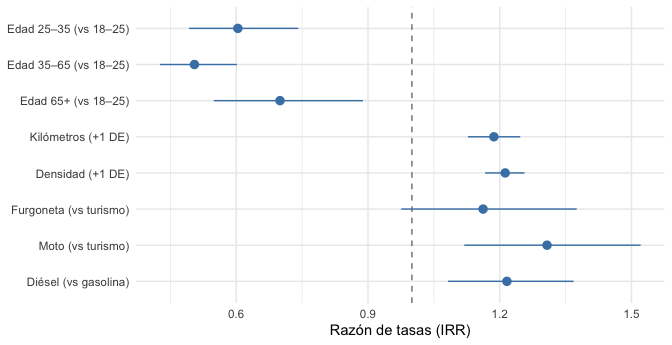 Edad 25–35 (vs 18–25)
Edad 35–65 (vs 18–25)
Edad 65+ (vs 18–25)
Kilómetros (+1 DE)
Densidad (+1 DE)
Furgoneta (vs turismo)
Moto (vs turismo)
Diésel (vs gasolina)
0.6 0.9 1.2 1.5
Razón de tasas (IRR)